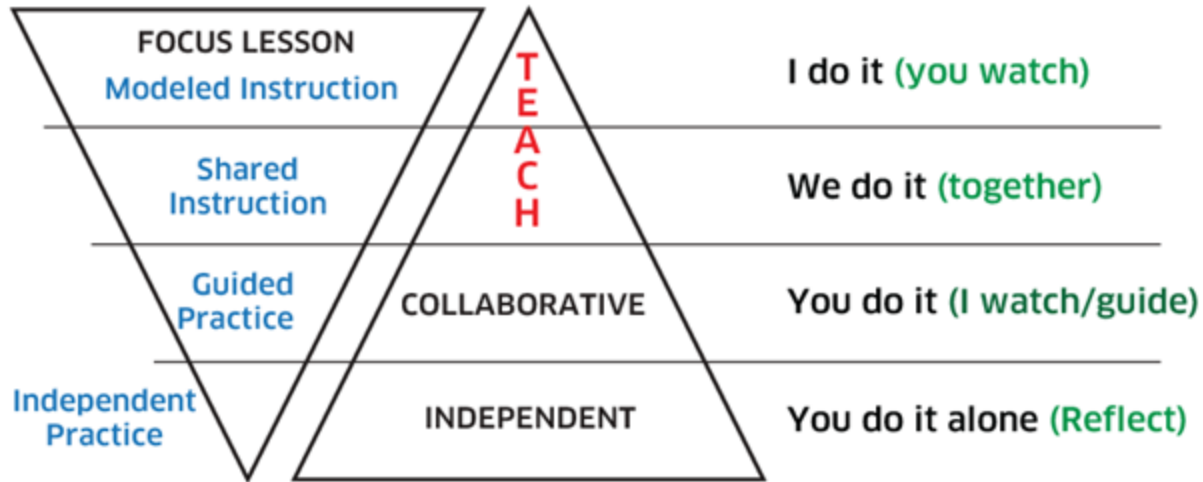 FOCUS LESSON
Modeled Instruction
T
E
A
C
H
I do it (you watch)
Shared
Instruction
We do it (together)
Guided
Practice
COLLABORATIVE
You do it (I watch/guide)
Independent
Practice
INDEPENDENT
You do it alone (Reflect)